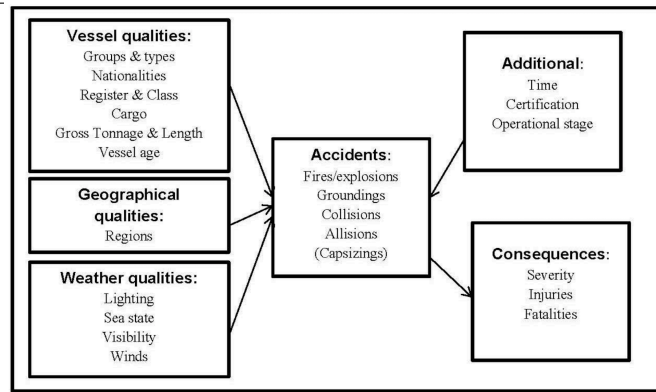 Vessel qualities:
Groups & types
Nationalities
Register & Class
Cargo
Gross Tonnage & Length
Vessel age
Geographical
qualities:
Regions
Weather qualities:
Lighting
Sea state
Visibility
Winds
Accidents:
Fires/explosions
Groundings
Collisions
Allisions
(Capsizings)
Additional:
Time
Certification
Operational stage
Consequences:
Severity
Injuries
Fatalities